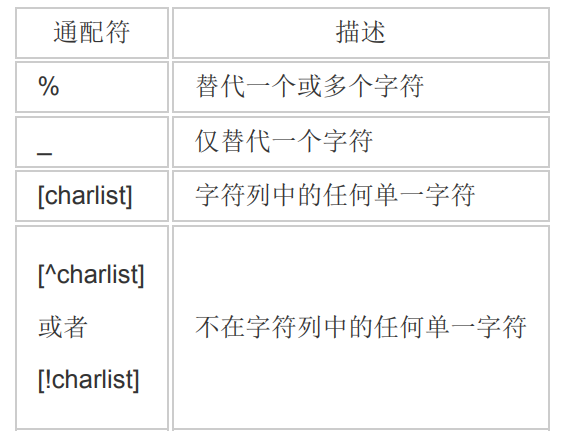 通配符 描述
% 替代一个或多个字符
_ 仅替代一个字符
[charlist] 字符列中的任何单一字符
[^charlist]
或者
[!charlist]
不在字符列中的任何单一字符